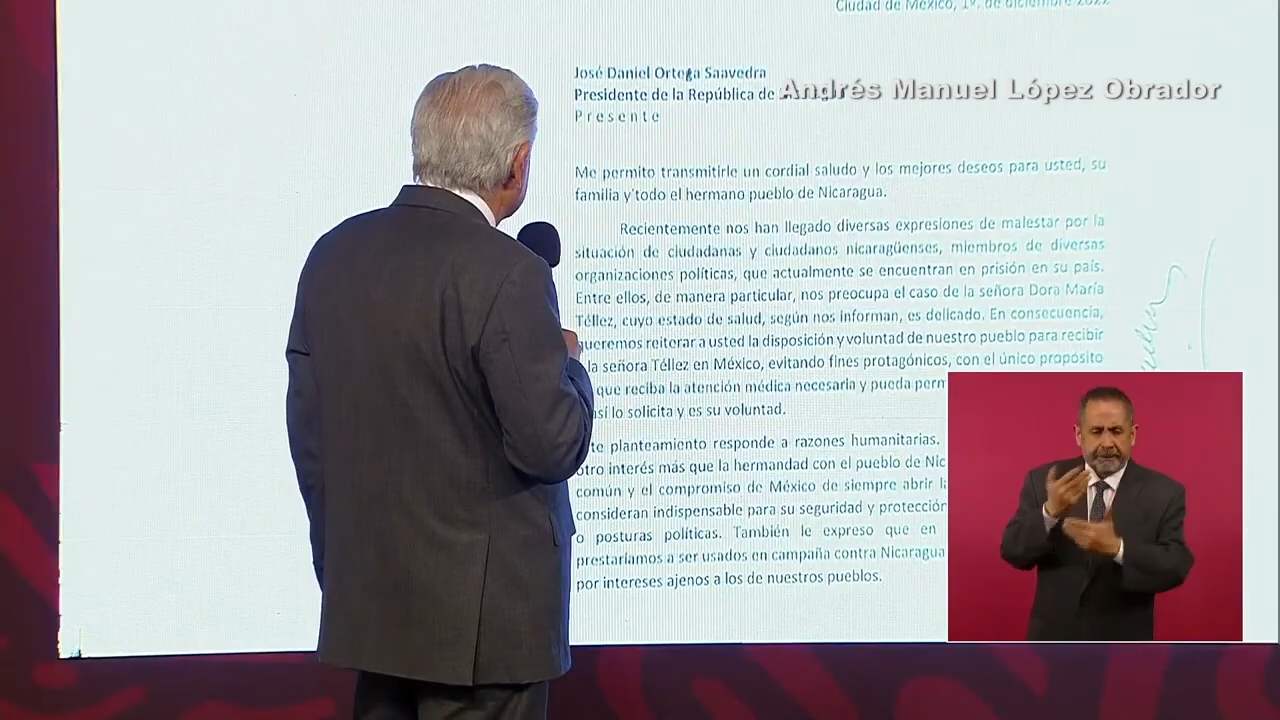 Ciudad de México, 1º. de diciembre 2022
José Daniel Ortega Saavedra
Presidente de la República de
Andrés Manuel López Obrador
Presente
Me permito transmitirle un cordial saludo y los mejores deseos para usted, su
familia y todo el hermano pueblo de Nicaragua.
Recientemente nos han llegado diversas expresiones de malestar por la
situación de ciudadanas y ciudadanos nicaragüenses, miembros de diversas
organizaciones políticas, que actualmente se encuentran en prisión en su país.
Entre ellos, de manera particular, nos preocupa el caso de la señora Dora María
Téllez, cuyo estado de salud, según nos informan, es delicado. En consecuencia,
queremos reiterar a usted la disposición y voluntad de nuestro pueblo para recibir
la señora Téllez en México, evitando fines protagónicos, con el único propósito
que reciba la atención médica necesaria y pueda perm
así lo solicita y es su voluntad.
te planteamiento responde a razones humanitarias.
otro interés más que la hermandad con el pueblo de Nic
común y el compromiso de México de siempre abrir
consideran indispensable para su seguridad y protección
o posturas políticas. También le expreso que en
prestaríamos a ser usados en campaña contra Nicaragua
por intereses ajenos a los de nuestros pueblos.